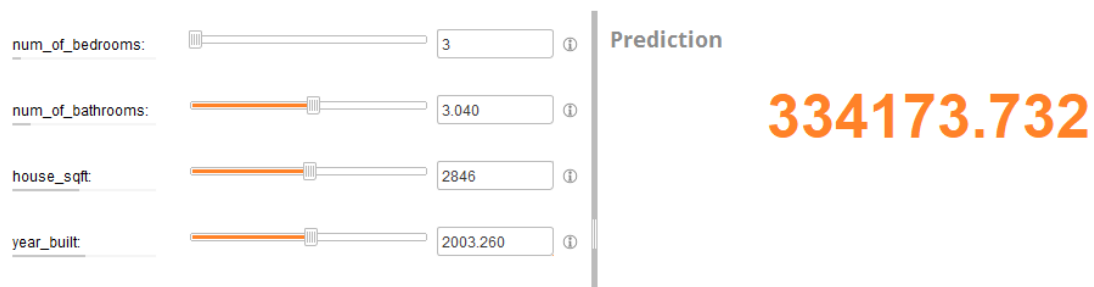 num_of_bedrooms:
3
num_of_bathrooms:
3.040
house_sqft:
2846
year_built:
2003.260
Prediction
334173.732